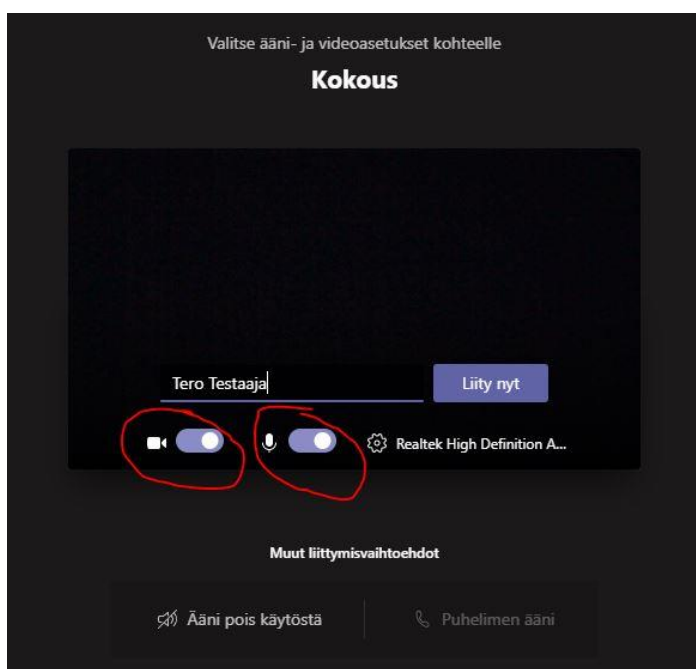 Valitse ääni- ja videoasetukset kohteelle
Kokous
Tero Testaaja
Liity nyt
Realtek High Definition A...
Muut liittymisvaihtoehdot
Ääni pois käytöstä
Puhelimen ääni